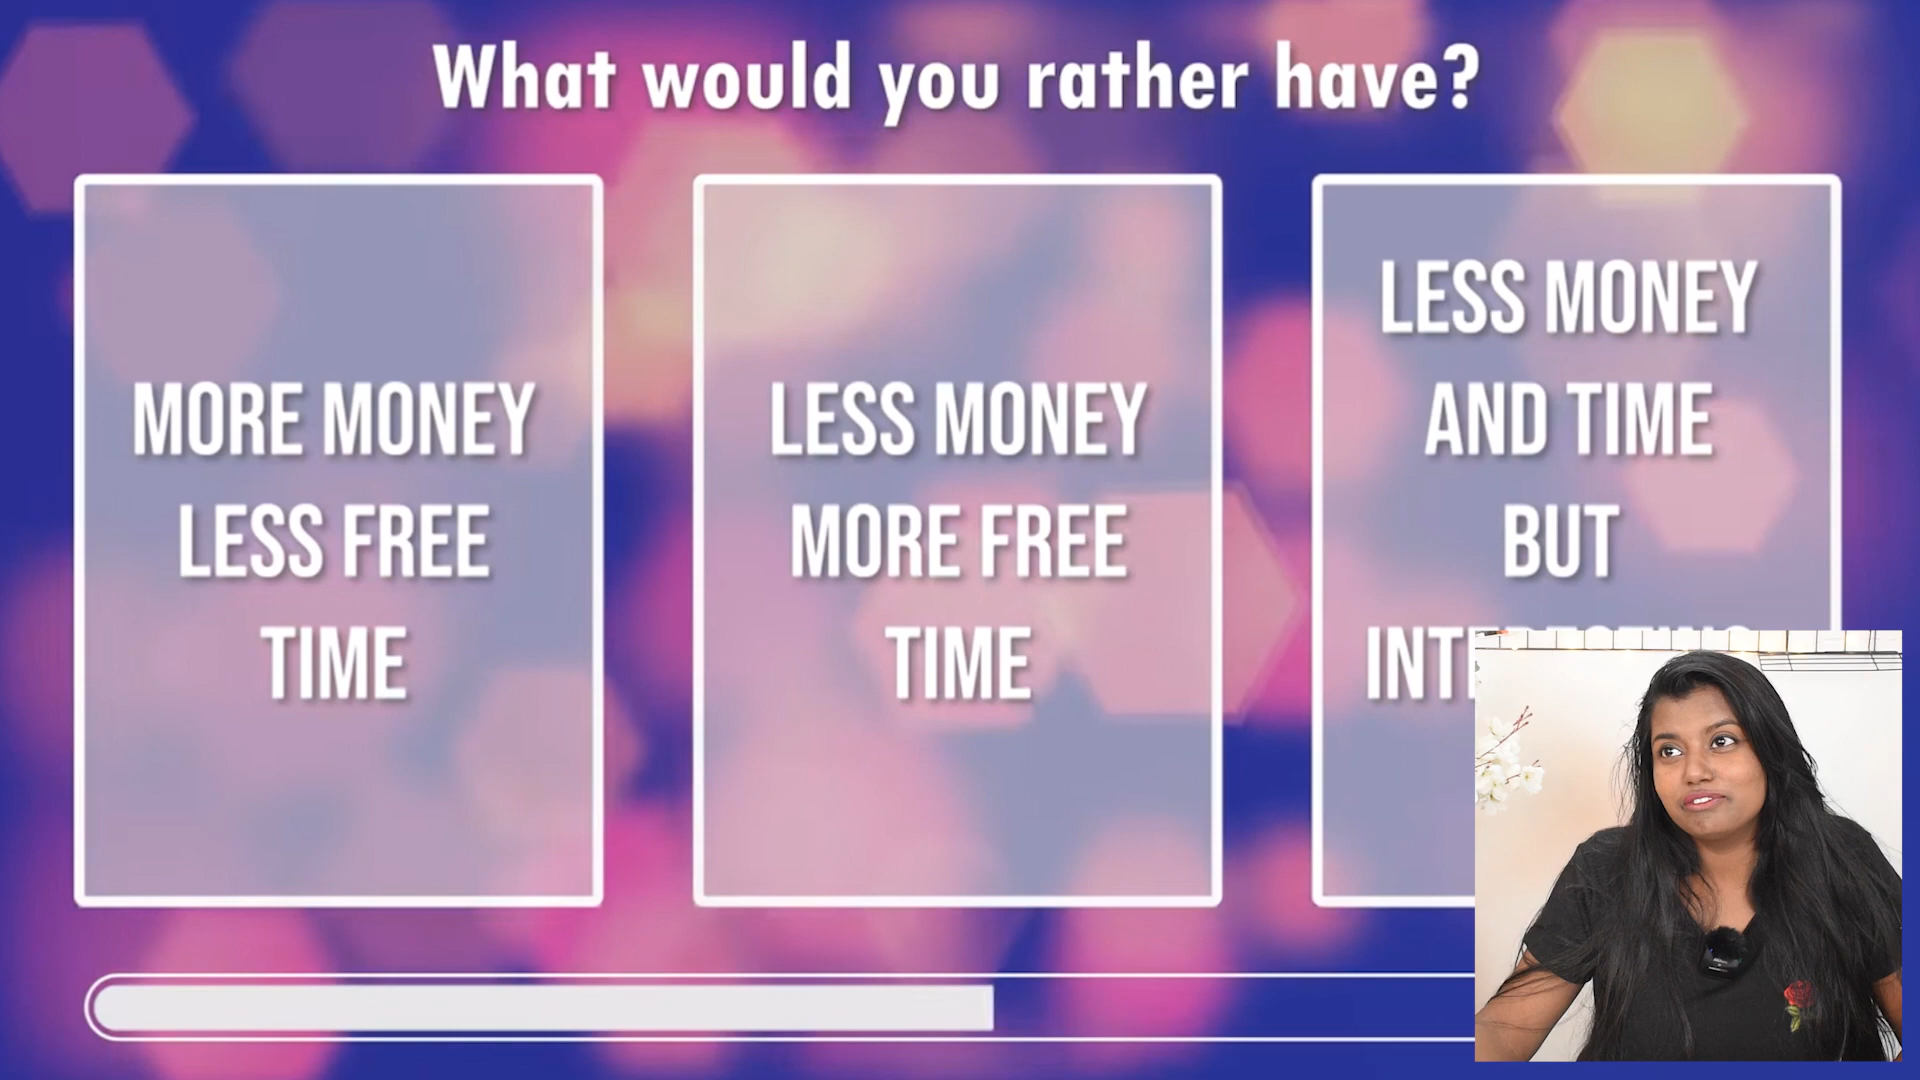 What would you rather have?
MORE MONEY
LESS FREE
TIME
LESS MONEY
MORE FREE
TIME
LESS MONEY
AND TIME
BUT